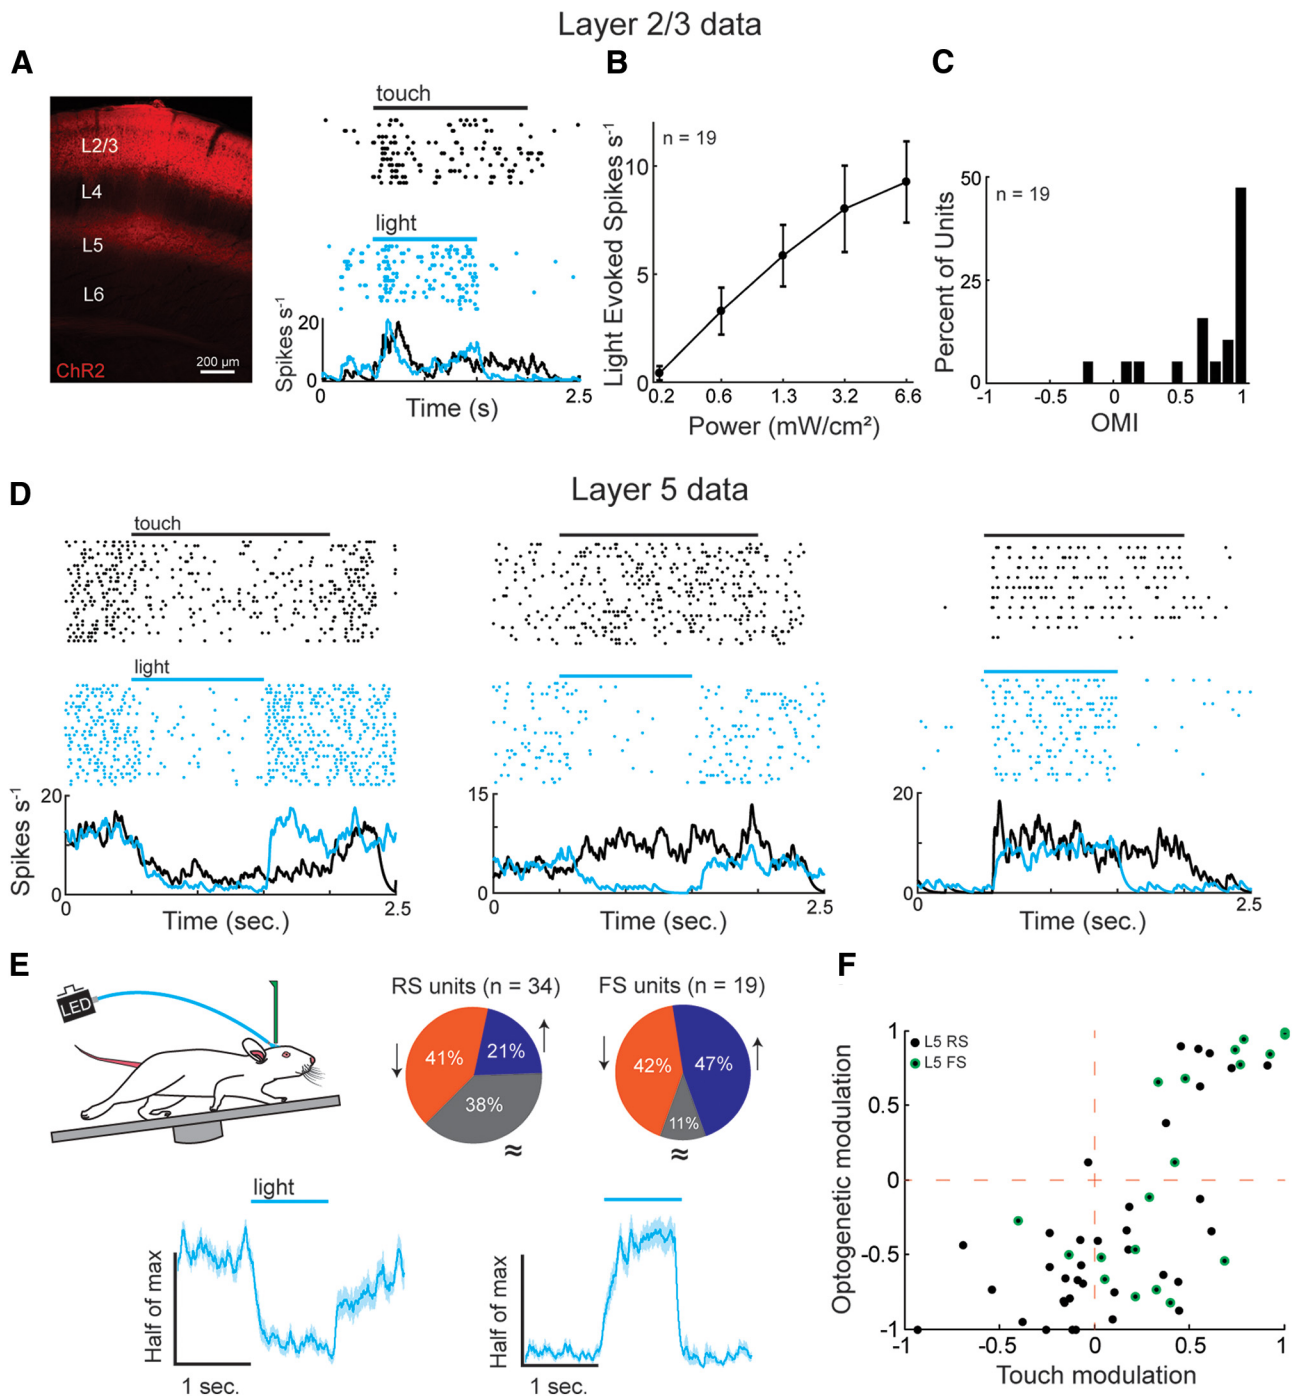 Layer 2/3 data
A
B
C
L2/3
L4
L5
L6
ChR2
200 µm
touch
light
Spikes s⁻¹
20
0
0
2.5
Time (s)
Light Evoked Spikes s⁻¹
n = 19
10
5
0
0.2
0.6
1.3
3.2
6.6
Power (mW/cm²)
Percent of Units
n = 19
50
25
0
-1
-0.5
0
0.5
1
OMI
Layer 5 data
D
touch
light
Spikes s⁻¹
20
0
0
2.5
Time (sec.)
15
0
0
2.5
Time (sec.)
20
0
0
2.5
Time (sec.)
E
LED
RS units (n = 34)
41%
21%
38%
≈
FS units (n = 19)
42%
47%
11%
≈
light
Half of max
1 sec.
Half of max
1 sec.
F
Optogenetic modulation
L5 RS
L5 FS
1
0.5
0
-0.5
-1
-1
-0.5
0
0.5
1
Touch modulation